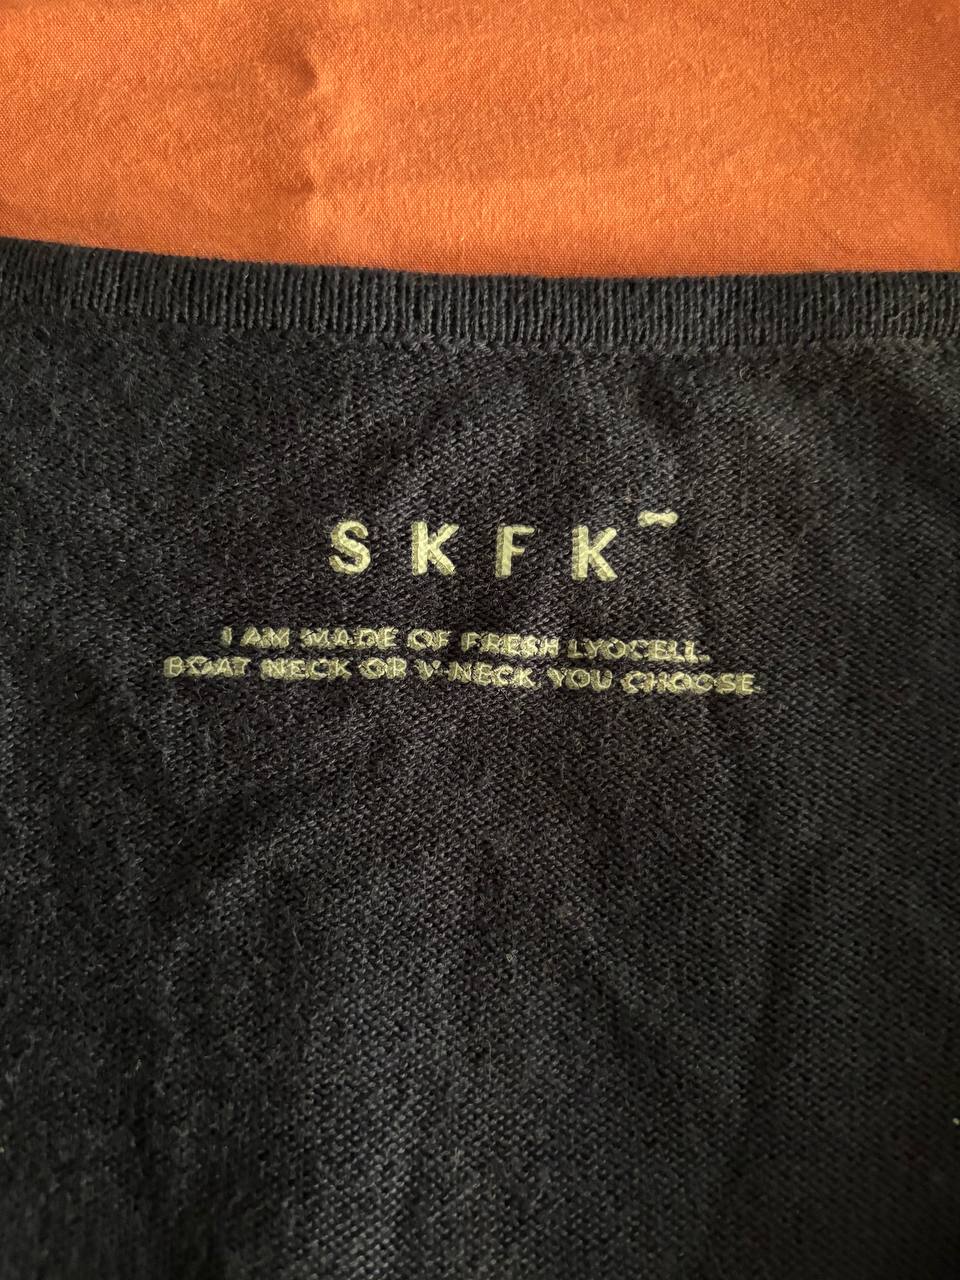 SKFK~
I AM MADE OF FRESH LYOCELL.
BOAT NECK OR V-NECK, YOU CHOOSE.